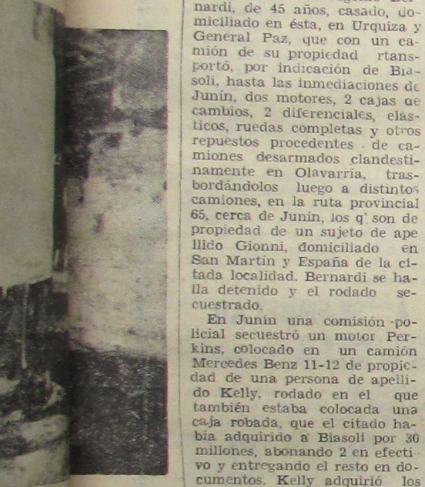 nardi, de 45 años, casado, do-
miciliado en ésta, en Urquiza y
General Paz, que con un ca-
mión de su propiedad rtans-
portó, por indicación de Bia-
soli, hasta las inmediaciones de
Junín, dos motores, 2 cajas de
cambios, 2 diferenciales, elás-
ticos, ruedas completas y otros
repuestos procedentes de ca-
miones desarmados clandesti-
namente en Olavarría, tras-
bordándolos luego a distintos
camiones, en la ruta provincial
65, cerca de Junín, los q' son de
propiedad de un sujeto de ape
llido Gionni, domiciliado en
San Martín y España de la ci-
tada localidad. Bernardi se ha-
lla detenido y el rodado se-
cuestrado.
En Junín una comisión po-
licial secuestró un motor Per-
kins, colocado en un camión
Mercedes Benz 11-12 de propie-
dad de una persona de apelli-
do Kelly, rodado en el que
también estaba colocada una
caja robada, que el citado ha-
bía adquirido a Biasoli por 30
millones, abonando 2 en efecti-
vo y entregando el resto en do-
cumentos. Kelly adquirió los